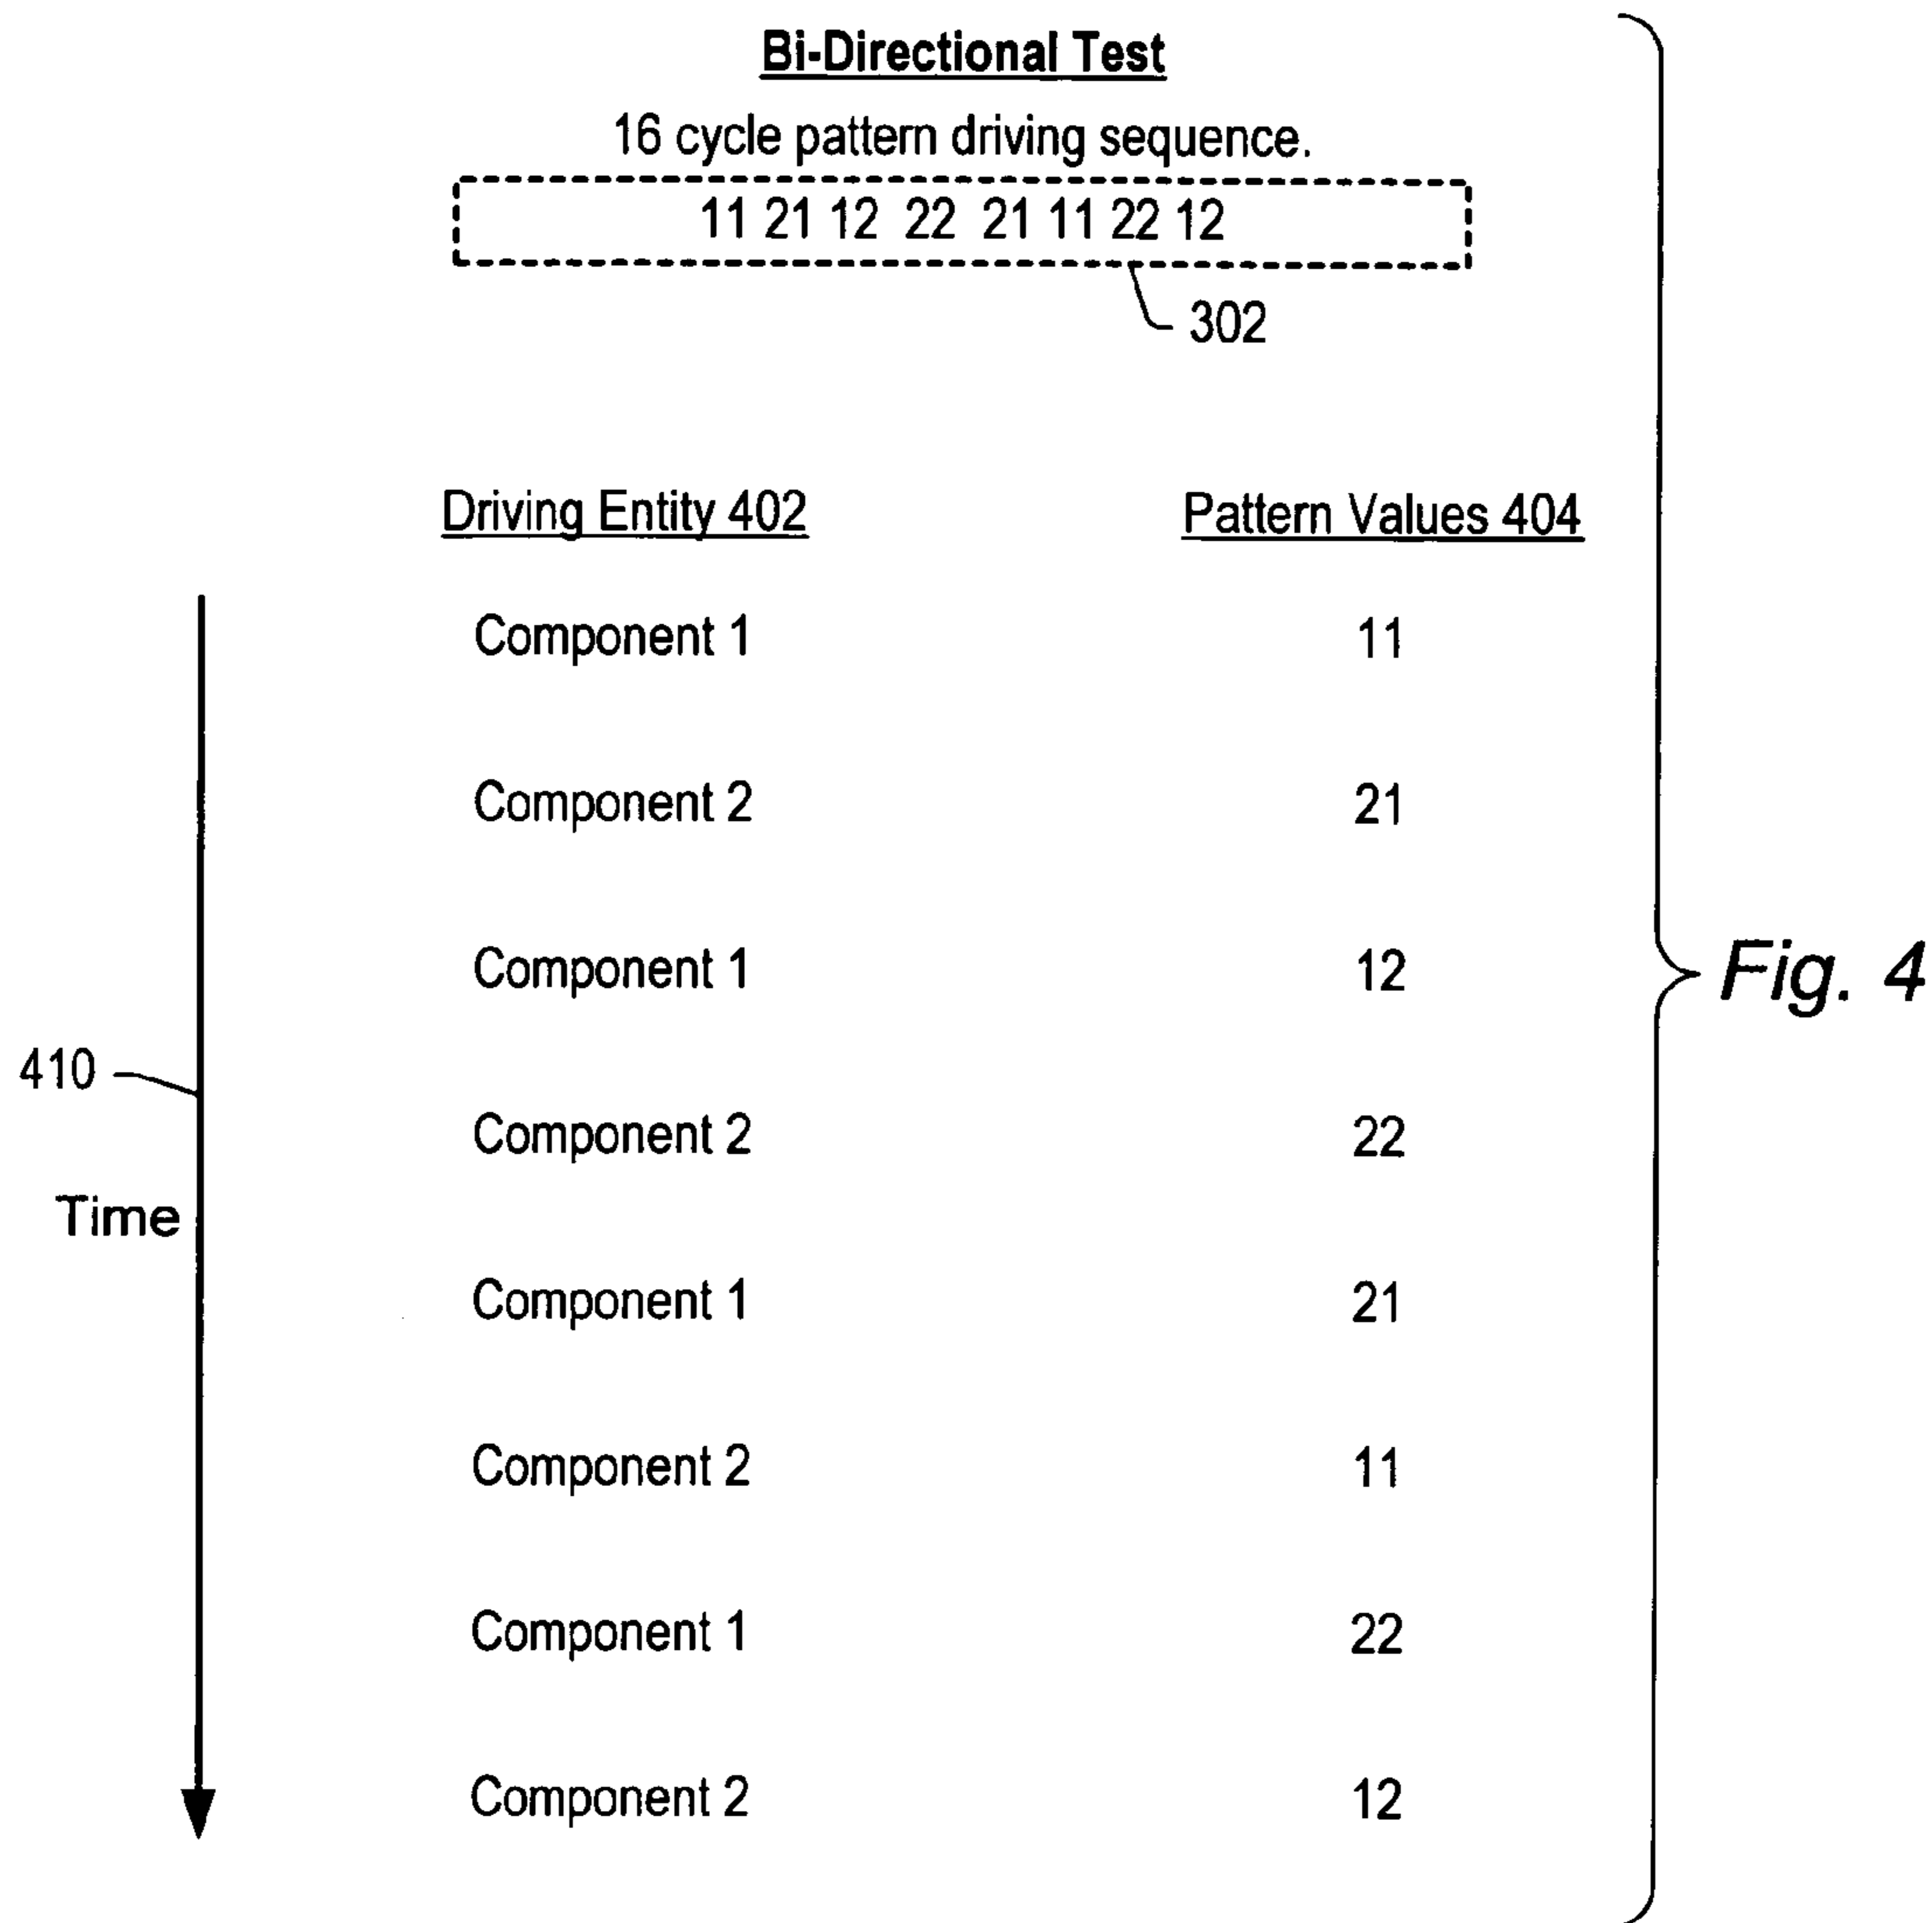 Bi-Directional Test
16 cycle pattern driving sequence.
11 21 12 22 21 11 22 12
302
Driving Entity 402 Pattern Values 404
Component 1 11
Component 2 21
Component 1 12
Fig. 4
410
Component 2 22
Time
Component 1 21
Component 2 11
Component 1 22
Component 2 12